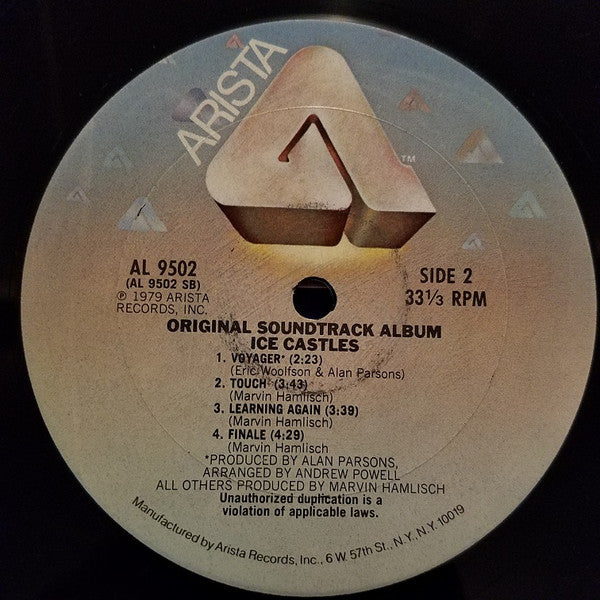 ARISTA
TM
AL 9502
(AL 9502 SB)
℗ 1979 ARISTA
RECORDS, INC.
SIDE 2
33 1/3 RPM
ORIGINAL SOUNDTRACK ALBUM
ICE CASTLES
1. VOYAGER* (2:23)
(Eric Woolfson & Alan Parsons)
2. TOUCH (3:43)
(Marvin Hamlisch)
3. LEARNING AGAIN (3:39)
(Marvin Hamlisch)
4. FINALE (4:29)
(Marvin Hamlisch
*PRODUCED BY ALAN PARSONS,
ARRANGED BY ANDREW POWELL
ALL OTHERS PRODUCED BY MARVIN HAMLISCH
Unauthorized duplication is a
violation of applicable laws.
Manufactured by Arista Records, Inc., 6 W. 57th St., N.Y., N.Y. 10019